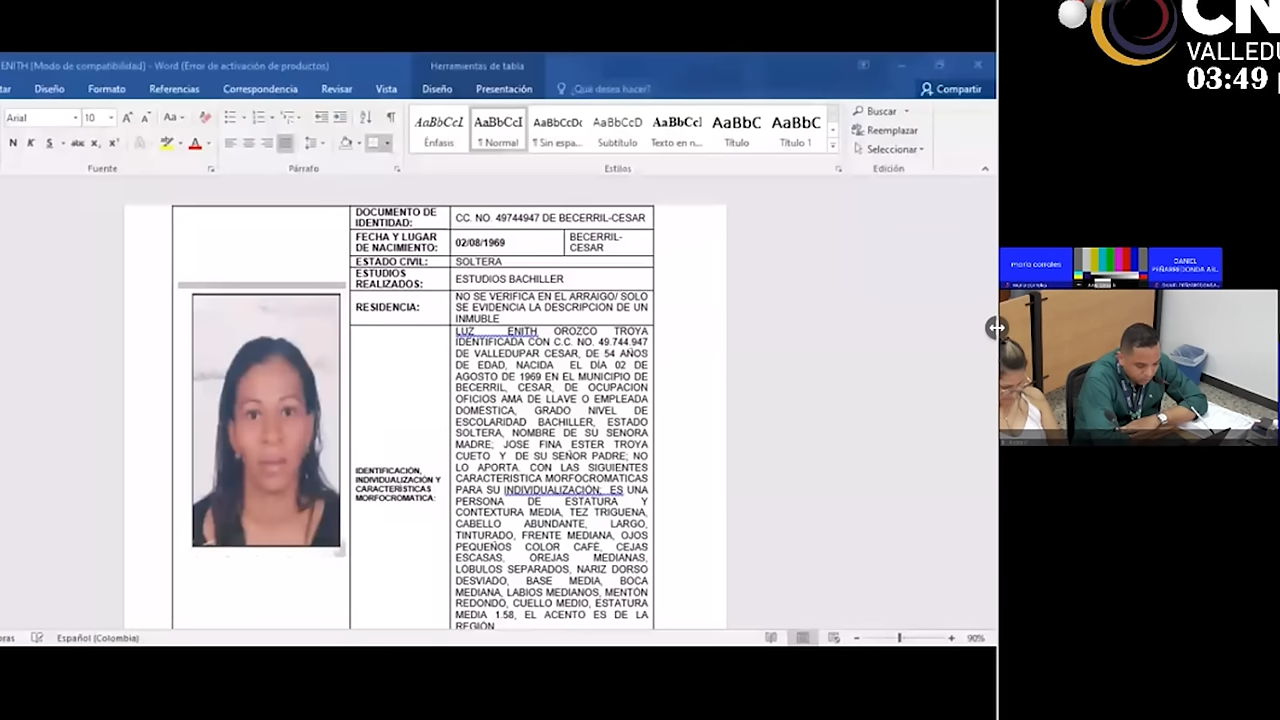 ENITH [Modo de compatibilidad] - Word (Error de activación de productos)
Herramientas de tabla
Diseño
Formato
Referencias
Correspondencia
Revisar
Vista
Diseño
Presentación
¿Qué desea hacer?
Compartir
Arial
10
Fuente
Párrafo
AaBbCcL
AaBbCcI
AaBbCcDc
AaBbCcD
AaBbCcI
AaBbC
AaBbC
Énfasis
¶ Normal
¶ Sin espa...
Subtítulo
Texto en n...
Título
Título 1
Estilos
Buscar
Reemplazar
Seleccionar
Edición
DOCUMENTO DE
IDENTIDAD:
CC. NO. 49744947 DE BECERRIL-CESAR
FECHA Y LUGAR
DE NACIMIENTO:
02/08/1969
BECERRIL-
CESAR
ESTADO CIVIL:
SOLTERA
ESTUDIOS
REALIZADOS:
ESTUDIOS BACHILLER
RESIDENCIA:
NO SE VERIFICA EN EL ARRAIGO/ SOLO
SE EVIDENCIA LA DESCRIPCION DE UN
INMUBLE
IDENTIFICACIÓN,
INDIVIDUALIZACIÓN Y
CARACTERÍSTICAS
MORFOCROMATICA:
LUZ ENITH OROZCO TROYA
IDENTIFICADA CON C.C. NO. 49.744.947
DE VALLEDUPAR CESAR, DE 54 AÑOS
DE EDAD, NACIDA EL DÍA 02 DE
AGOSTO DE 1969 EN EL MUNICIPIO DE
BECERRIL, CESAR, DE OCUPACION
OFICIOS AMA DE LLAVE O EMPLEADA
DOMÉSTICA, GRADO NIVEL DE
ESCOLARIDAD BACHILLER, ESTADO
SOLTERA, NOMBRE DE SU SEÑORA
MADRE; JOSE FINA ESTER TROYA
CUETO Y DE SU SEÑOR PADRE; NO
LO APORTA. CON LAS SIGUIENTES
CARACTERISTICA MORFOCROMATICAS
PARA SU INDIVIDUALIZACIÓN: ES UNA
PERSONA DE ESTATURA Y
CONTEXTURA MEDIA, TEZ TRIGUEÑA,
CABELLO ABUNDANTE, LARGO,
TINTURADO, FRENTE MEDIANA, OJOS
PEQUEÑOS COLOR CAFÉ, CEJAS
ESCASAS, OREJAS MEDIANAS,
LÓBULOS SEPARADOS, NARIZ DORSO
DESVIADO, BASE MEDIA, BOCA
MEDIANA, LABIOS MEDIANOS, MENTÓN
REDONDO, CUELLO MEDIO, ESTATURA
MEDIA 1.58, EL ACENTO ES DE LA
REGIÓN
Español (Colombia)
90%
CN
VALLEDU
03:49
maria corrales
DANIEL
PEÑARREDONDA